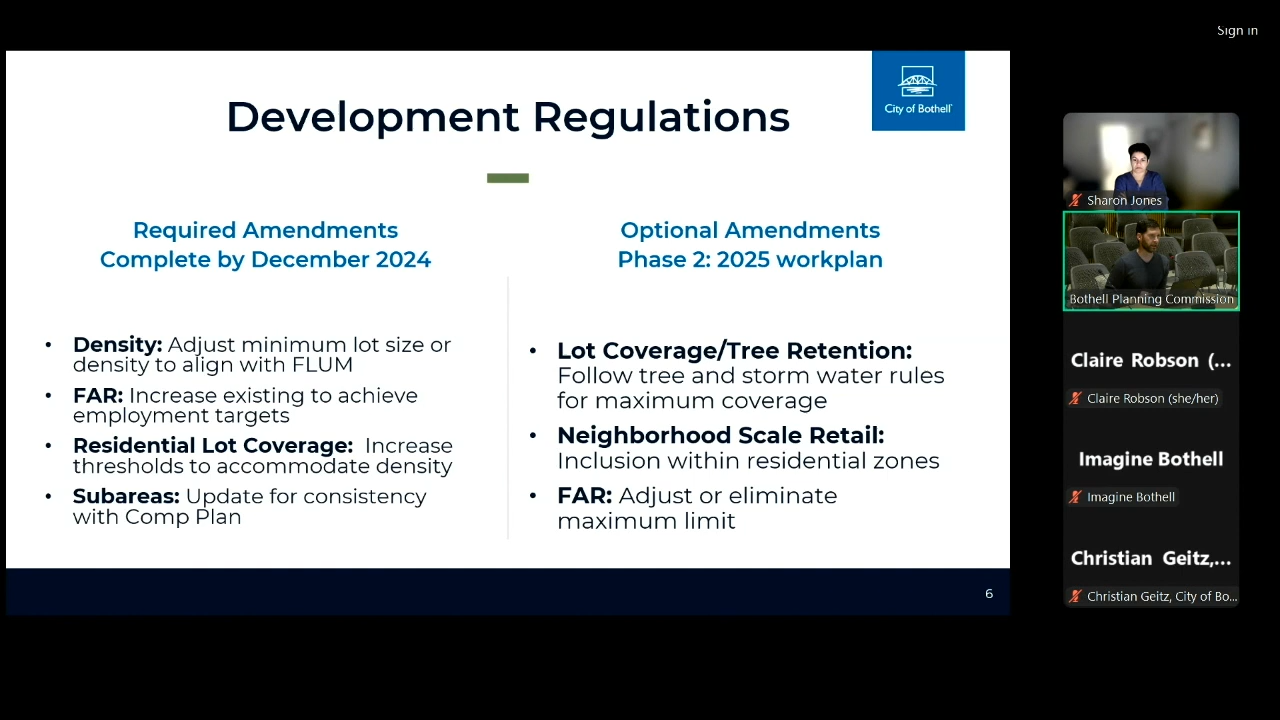 Sign in
City of Bothell
Development Regulations
Required Amendments
Complete by December 2024
• Density: Adjust minimum lot size or
density to align with FLUM
• FAR: Increase existing to achieve
employment targets
• Residential Lot Coverage: Increase
thresholds to accommodate density
• Subareas: Update for consistency
with Comp Plan
Optional Amendments
Phase 2: 2025 workplan
• Lot Coverage/Tree Retention:
Follow tree and storm water rules
for maximum coverage
• Neighborhood Scale Retail:
Inclusion within residential zones
• FAR: Adjust or eliminate
maximum limit
6
Sharon Jones
Bothell Planning Commission
Claire Robson (...
Claire Robson (she/her)
Imagine Bothell
Imagine Bothell
Christian Geitz,...
Christian Geitz, City of Bo...